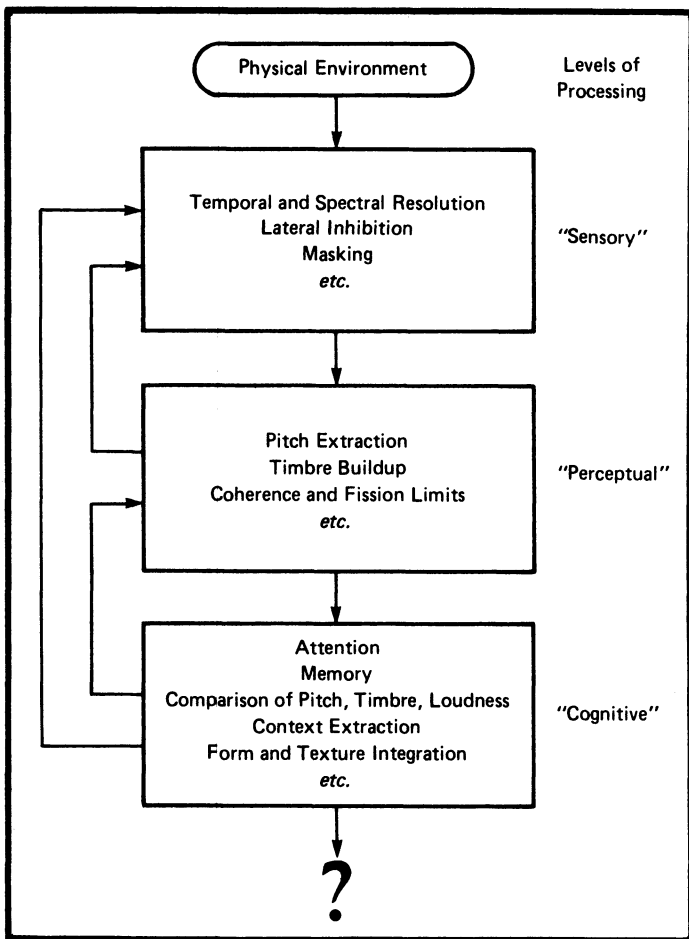 Physical Environment
Levels of
Processing
Temporal and Spectral Resolution
Lateral Inhibition
Masking
etc.
"Sensory"
Pitch Extraction
Timbre Buildup
Coherence and Fission Limits
etc.
"Perceptual"
Attention
Memory
Comparison of Pitch, Timbre, Loudness
Context Extraction
Form and Texture Integration
etc.
"Cognitive"
?